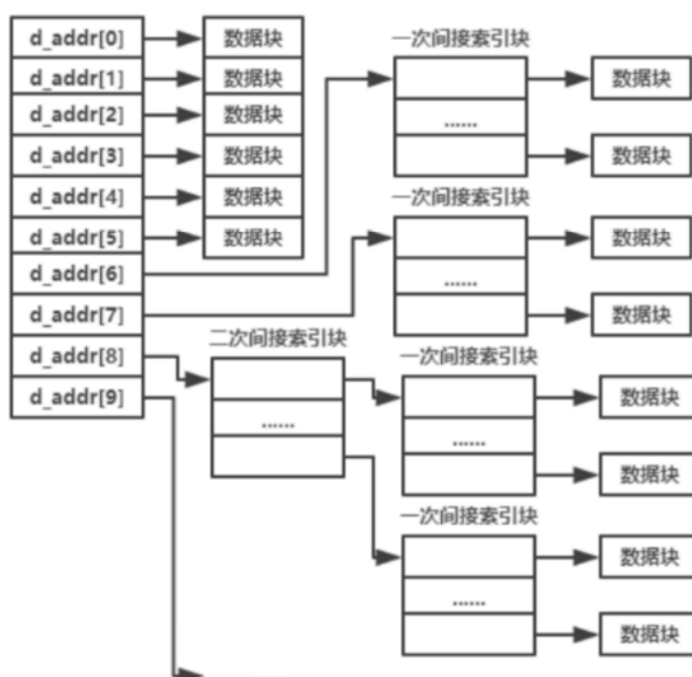 d_addr[0]
数据块
d_addr[1]
数据块
d_addr[2]
数据块
d_addr[3]
数据块
d_addr[4]
数据块
d_addr[5]
数据块
d_addr[6]
d_addr[7]
d_addr[8]
d_addr[9]
一次间接索引块
数据块
......
数据块
一次间接索引块
数据块
......
数据块
二次间接索引块
......
一次间接索引块
数据块
......
数据块
一次间接索引块
数据块
......
数据块